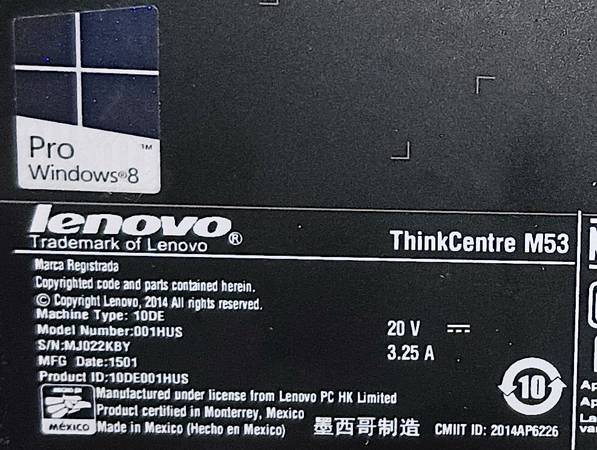 Pro ™
Windows®8
lenovo ®
Trademark of Lenovo
ThinkCentre M53
Marca Registrada
Copyrighted code and parts contained herein.
© Copyright Lenovo, 2014 All rights reserved.
Machine Type: 10DE
Model Number:001HUS
S/N:MJ022KBY
MFG Date:1501
Product ID:10DE001HUS
20 V ⎓
3.25 A
10
Manufactured under license from Lenovo PC HK Limited
Product certified in Monterrey, Mexico
Made in Mexico (Hecho en Mexico)
MÉXICO
墨西哥制造
CMIIT ID: 2014AP6226